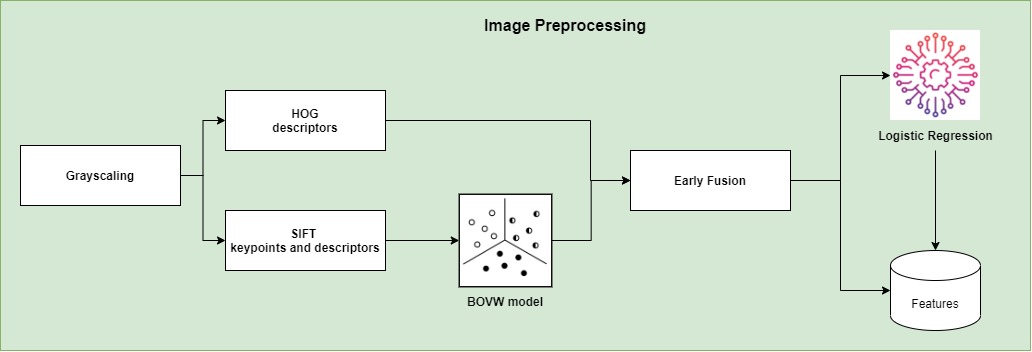 Image Preprocessing
Grayscaling
HOG
descriptors
SIFT
keypoints and descriptors
BOVW model
Early Fusion
Logistic Regression
Features